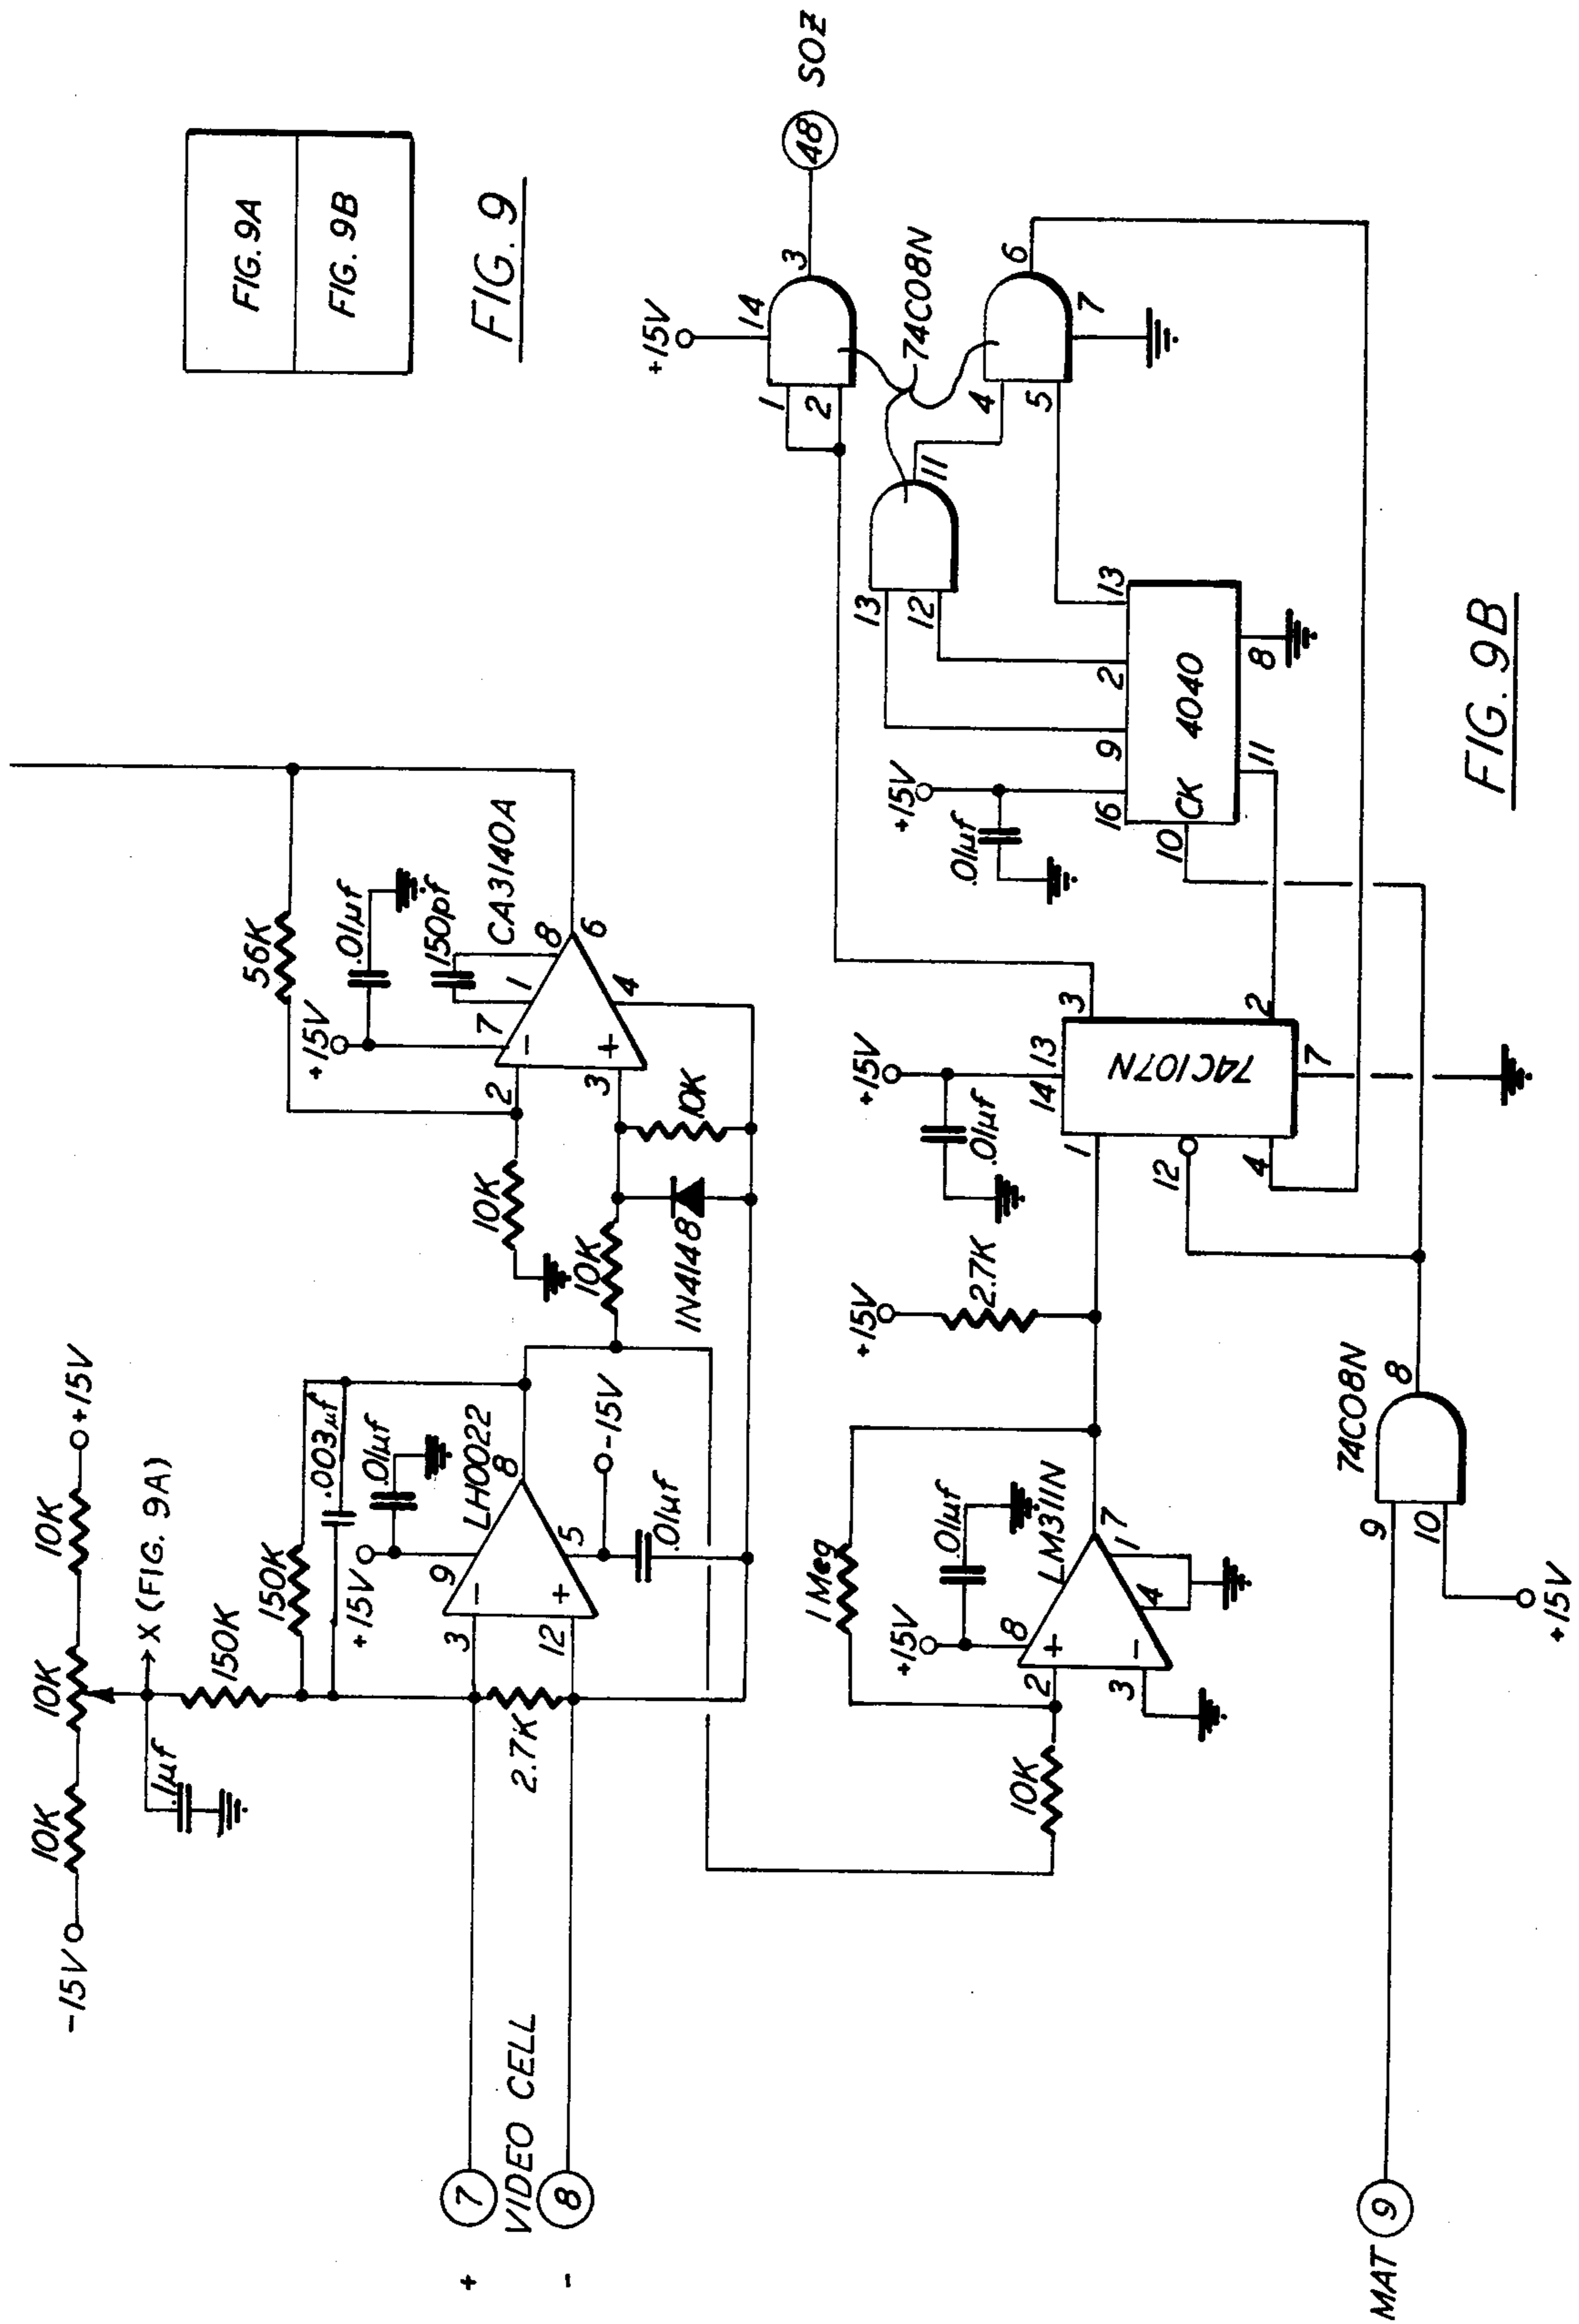 FIG. 9A
FIG. 9B
FIG. 9
-15V
10K
10K
10K
+15V
.1µf
X (FIG. 9A)
150K
150K
.003µf
+15V
.01µf
LH0022
3
9
8
-
+
12
5
-15V
.01µf
2.7K
+
7
VIDEO CELL
-
8
10K
10K
1N4148
10K
56K
+15V
.01µf
150pf
CA3140A
2
7
1
8
-
+
3
4
6
10K
1 Meg
+15V
.01µf
LM311N
2
8
+
-
3
4
1
7
+15V
2.7K
+15V
.01µf
1
14
13
3
74C107N
12
4
7
2
+15V
.01µf
16
9
2
13
10
CK
4040
11
8
13
12
11
74C08N
+15V
14
1
2
3
48
SOZ
4
5
6
7
MAT
9
9
10
74C08N
8
+15V
FIG. 9B